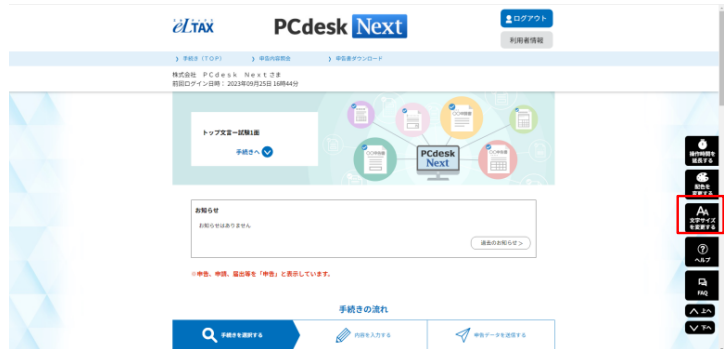 eLTAX
PCdesk Next
ログアウト
利用者情報
> 手続き（TOP）
> 申告内容照会
> 申告書ダウンロード
株式会社　ＰＣｄｅｓｋ　Ｎｅｘｔさま
前回ログイン日時：2023年09月25日 16時44分
トップ文言ー試験1面
手続きへ
PCdesk
Next
お知らせ
お知らせはありません
過去のお知らせ >
※申告、申請、届出等を「申告」と表示しています。
手続きの流れ
手続きを選択する
内容を入力する
申告データを送信する
操作時間を
延長する
配色を
変更する
AA
文字サイズ
を変更する
?
ヘルプ
FAQ
上へ
下へ